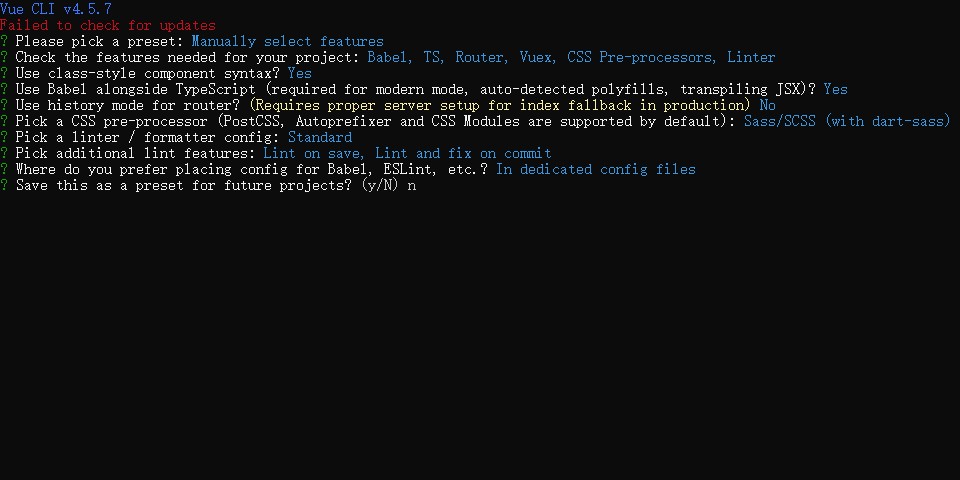 Vue CLI v4.5.7
Failed to check for updates
? Please pick a preset: Manually select features
? Check the features needed for your project: Babel, TS, Router, Vuex, CSS Pre-processors, Linter
? Use class-style component syntax? Yes
? Use Babel alongside TypeScript (required for modern mode, auto-detected polyfills, transpiling JSX)? Yes
? Use history mode for router? (Requires proper server setup for index fallback in production) No
? Pick a CSS pre-processor (PostCSS, Autoprefixer and CSS Modules are supported by default): Sass/SCSS (with dart-sass)
? Pick a linter / formatter config: Standard
? Pick additional lint features: Lint on save, Lint and fix on commit
? Where do you prefer placing config for Babel, ESLint, etc.? In dedicated config files
? Save this as a preset for future projects? (y/N) n